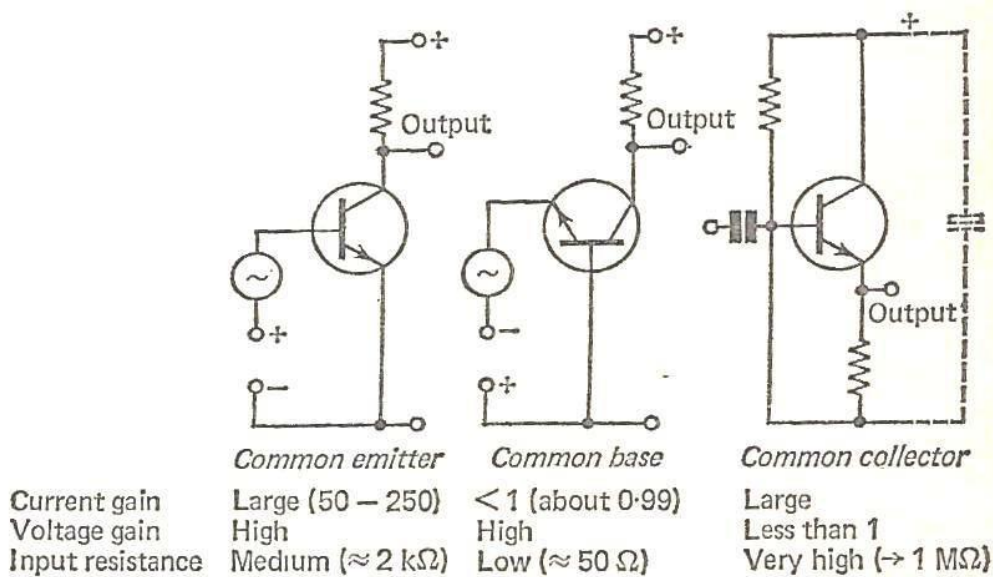 + + +
Output Output
~ ~
Output
+ −
− +
Common emitter Common base Common collector
Current gain Large (50 – 250) < 1 (about 0·99) Large
Voltage gain High High Less than 1
Input resistance Medium (≈ 2 kΩ) Low (≈ 50 Ω) Very high (→ 1 MΩ)